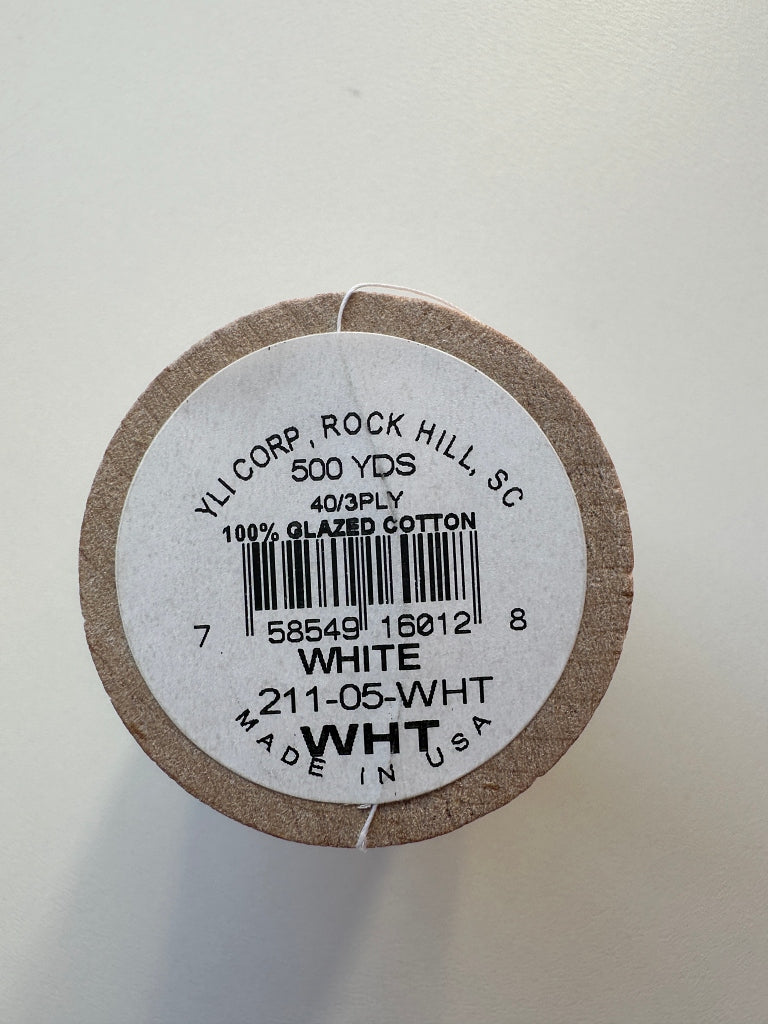 YLI CORP, ROCK HILL, SC
500 YDS
40/3PLY
100% GLAZED COTTON
7 58549 16012 8
WHITE
211-05-WHT
WHT
MADE IN USA